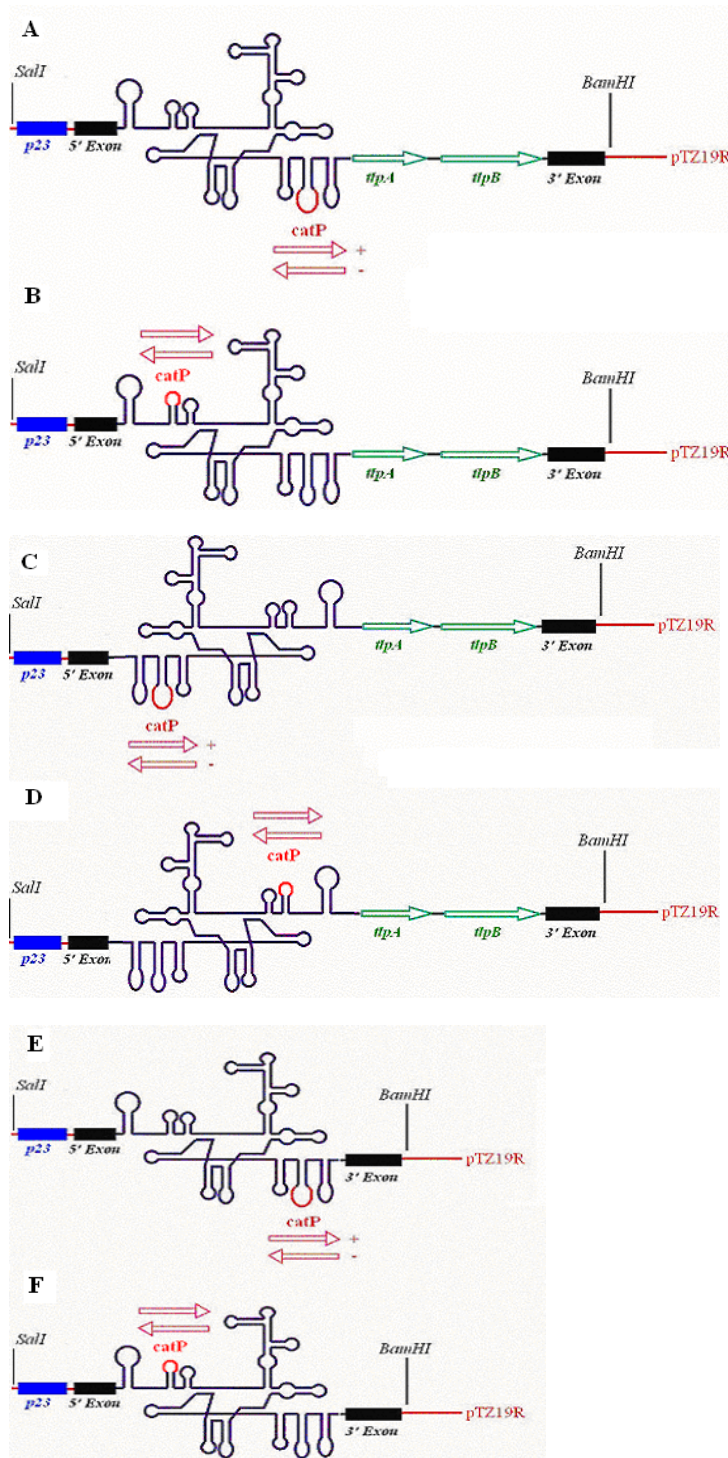 A
SalI
BamHI
p23
5' Exon
tlpA
tlpB
3' Exon
pTZ19R
catP
+
-
B
SalI
catP
BamHI
p23
5' Exon
tlpA
tlpB
3' Exon
pTZ19R
C
SalI
BamHI
pTZ19R
p23
5' Exon
tlpA
tlpB
3' Exon
catP
+
-
D
SalI
catP
BamHI
pTZ19R
p23
5' Exon
tlpA
tlpB
3' Exon
E
SalI
BamHI
p23
5' Exon
3' Exon
pTZ19R
catP
+
-
F
SalI
catP
BamHI
p23
5' Exon
3' Exon
pTZ19R